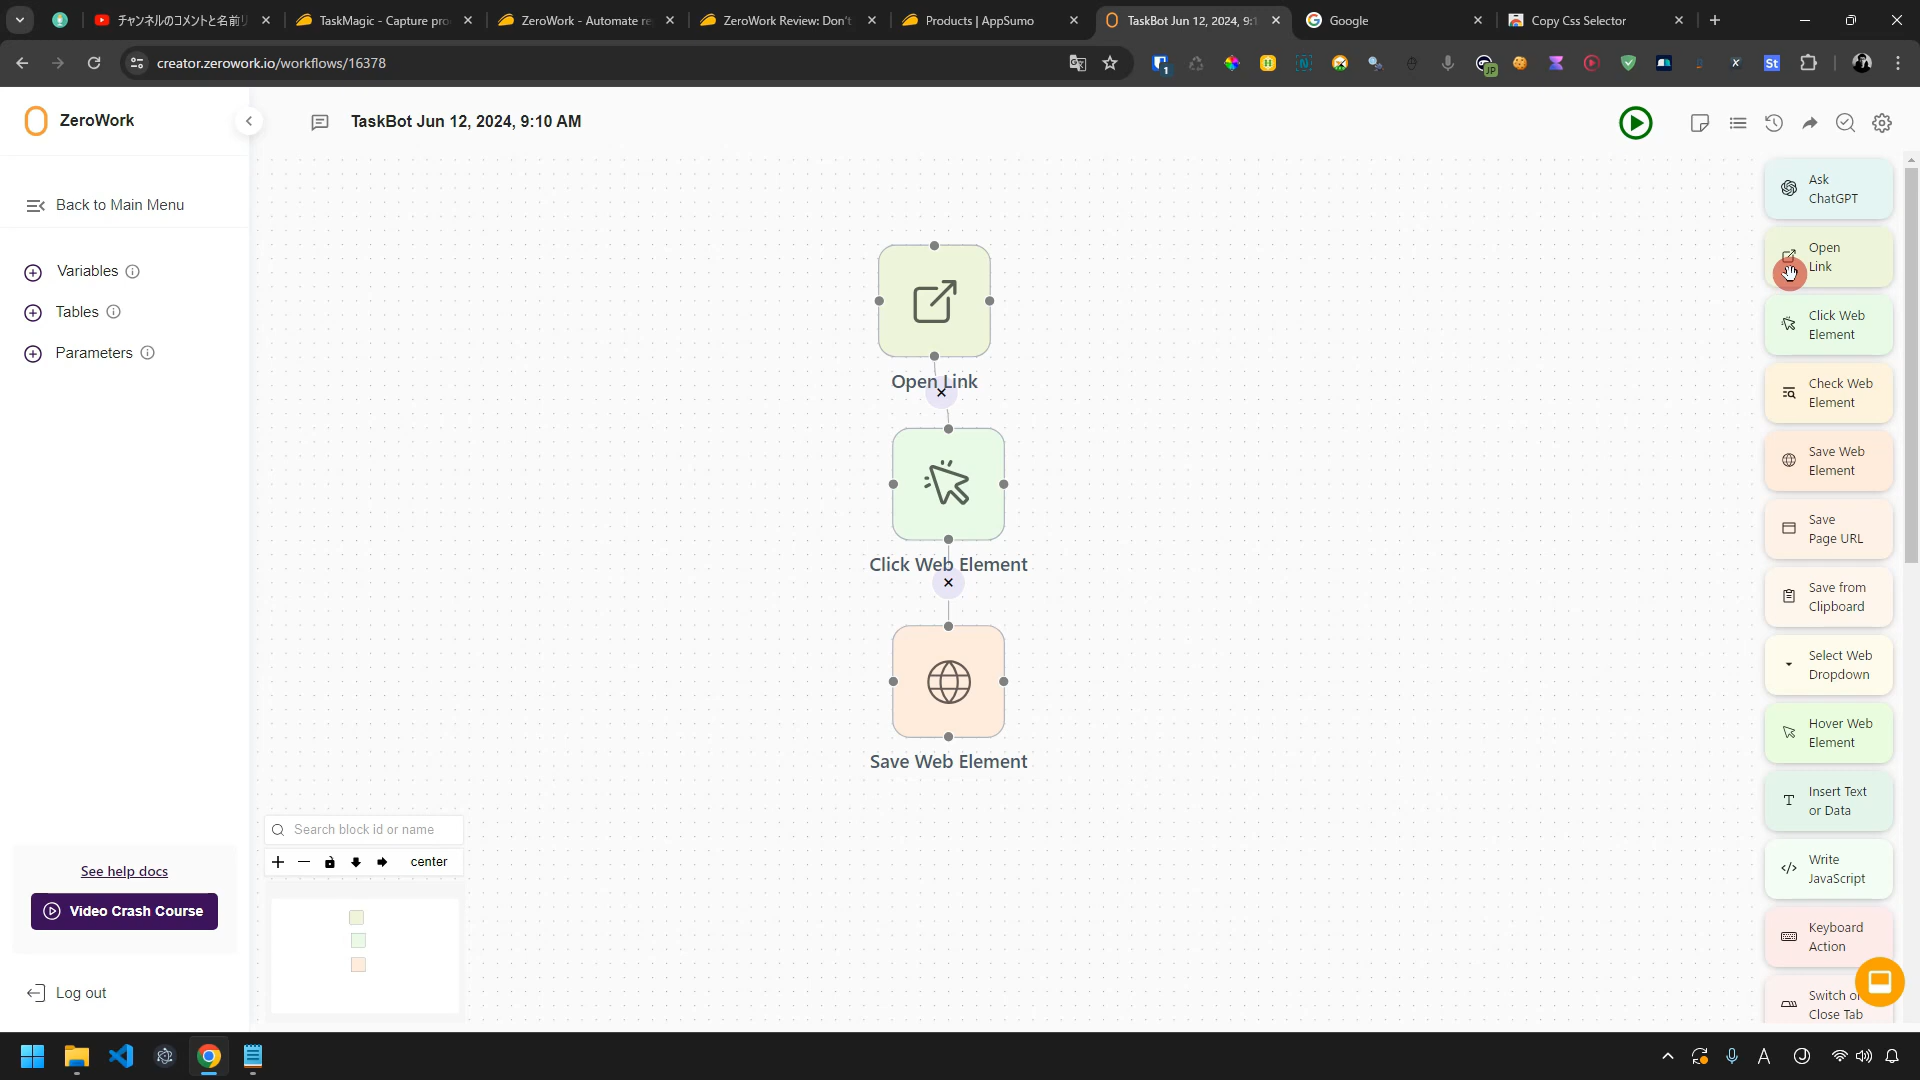 チャンネルのコメントと名前
TaskMagic - Capture pro
ZeroWork - Automate re
ZeroWork Review: Don't
Products | AppSumo
TaskBot Jun 12, 2024, 9:1
Google
Copy Css Selector
creator.zerowork.io/workflows/16378
1
JP
St
ZeroWork
TaskBot Jun 12, 2024, 9:10 AM
Back to Main Menu
Variables
Tables
Parameters
Open Link
Click Web Element
Save Web Element
Ask
ChatGPT
Open
Link
Click Web
Element
Check Web
Element
Save Web
Element
Save
Page URL
Save from
Clipboard
Select Web
Dropdown
Hover Web
Element
Insert Text
or Data
Write
JavaScript
Keyboard
Action
Switch o
Close Tab
Search block id or name
center
See help docs
Video Crash Course
Log out
A